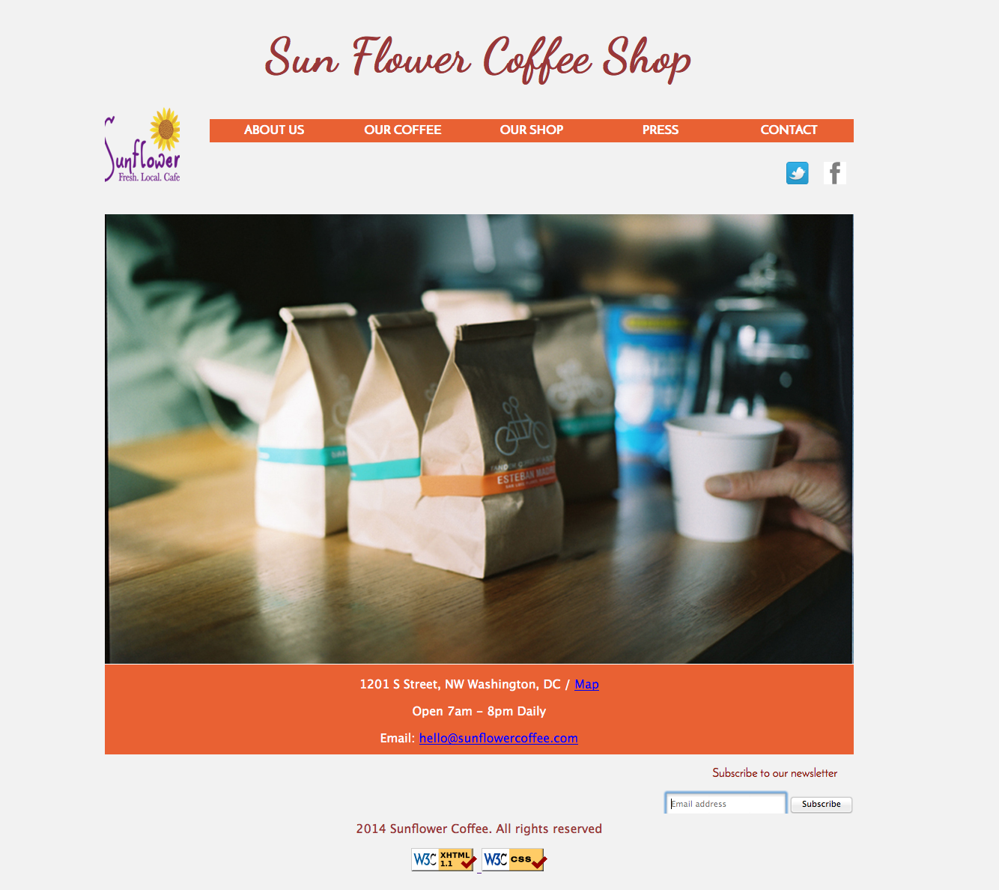 Sun Flower Coffee Shop
Sunflower
Fresh. Local. Cafe
ABOUT US OUR COFFEE OUR SHOP PRESS CONTACT
f
ESTEBAN MADRE
1201 S Street, NW Washington, DC / Map
Open 7am – 8pm Daily
Email: hello@sunflowercoffee.com
Subscribe to our newsletter
Email address Subscribe
2014 Sunflower Coffee. All rights reserved
W3C XHTML 1.1 W3C CSS